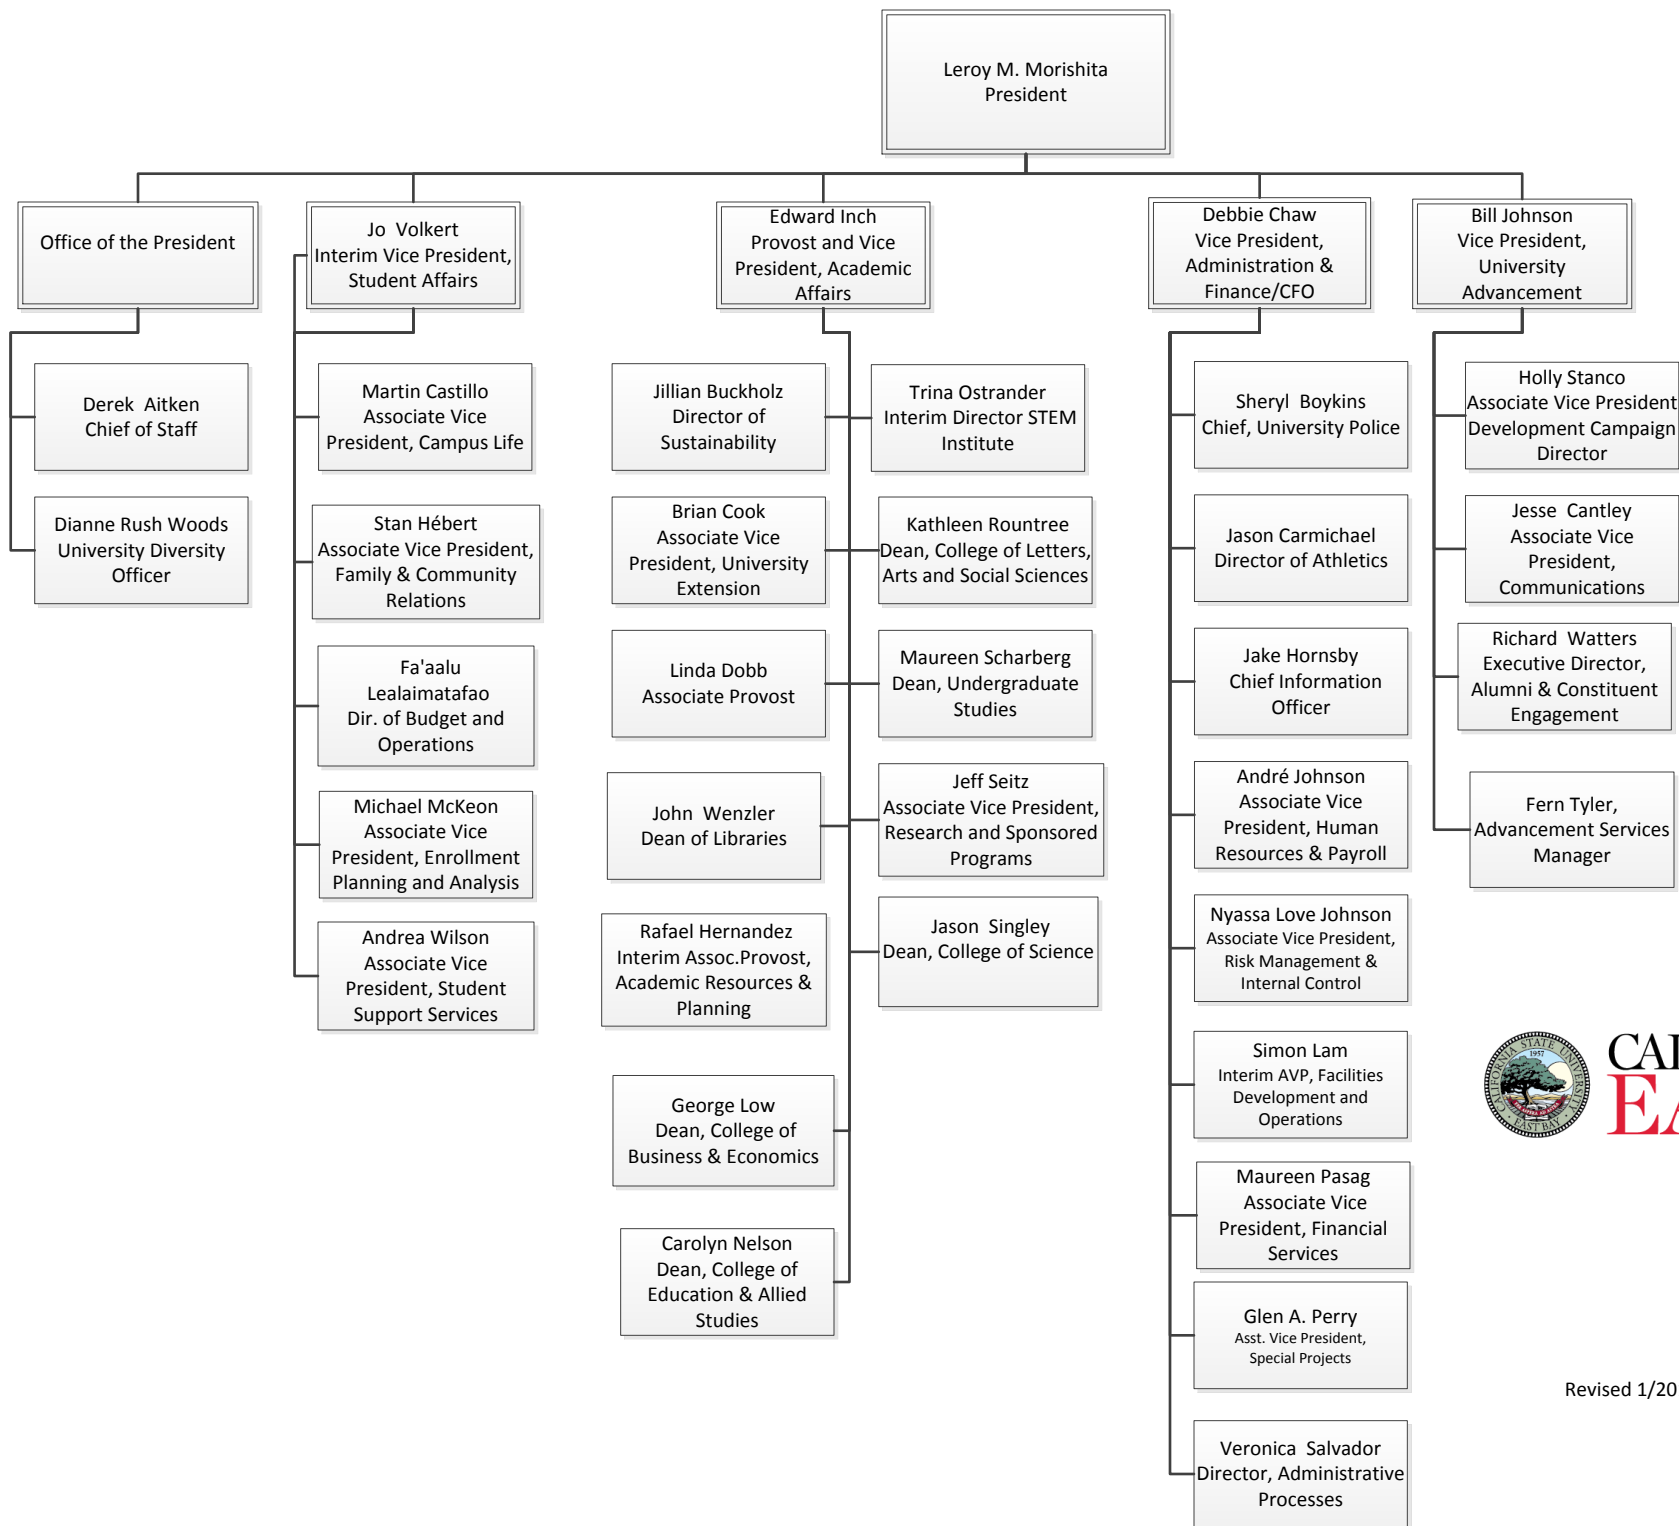 Leroy M. Morishita
President
Office of the President
Jo Volkert
Interim Vice President,
Student Affairs
Edward Inch
Provost and Vice
President, Academic
Affairs
Debbie Chaw
Vice President,
Administration &
Finance/CFO
Bill Johnson
Vice President,
University
Advancement
Derek Aitken
Chief of Staff
Dianne Rush Woods
University Diversity
Officer
Martin Castillo
Associate Vice
President, Campus Life
Stan Hébert
Associate Vice President,
Family & Community
Relations
Fa'aalu
Lealaimatafao
Dir. of Budget and
Operations
Michael McKeon
Associate Vice
President, Enrollment
Planning and Analysis
Andrea Wilson
Associate Vice
President, Student
Support Services
Jillian Buckholz
Director of
Sustainability
Brian Cook
Associate Vice
President, University
Extension
Linda Dobb
Associate Provost
John Wenzler
Dean of Libraries
Rafael Hernandez
Interim Assoc.Provost,
Academic Resources &
Planning
George Low
Dean, College of
Business & Economics
Carolyn Nelson
Dean, College of
Education & Allied
Studies
Trina Ostrander
Interim Director STEM
Institute
Kathleen Rountree
Dean, College of Letters,
Arts and Social Sciences
Maureen Scharberg
Dean, Undergraduate
Studies
Jeff Seitz
Associate Vice President,
Research and Sponsored
Programs
Jason Singley
Dean, College of Science
Sheryl Boykins
Chief, University Police
Jason Carmichael
Director of Athletics
Jake Hornsby
Chief Information
Officer
André Johnson
Associate Vice
President, Human
Resources & Payroll
Nyassa Love Johnson
Associate Vice President,
Risk Management &
Internal Control
Simon Lam
Interim AVP, Facilities
Development and
Operations
Maureen Pasag
Associate Vice
President, Financial
Services
Glen A. Perry
Asst. Vice President,
Special Projects
Veronica Salvador
Director, Administrative
Processes
Holly Stanco
Associate Vice President
Development Campaign
Director
Jesse Cantley
Associate Vice
President,
Communications
Richard Watters
Executive Director,
Alumni & Constituent
Engagement
Fern Tyler,
Advancement Services
Manager
CALIFORNIA STATE UNIVERSITY
1957
EAST BAY
Revised 1/20